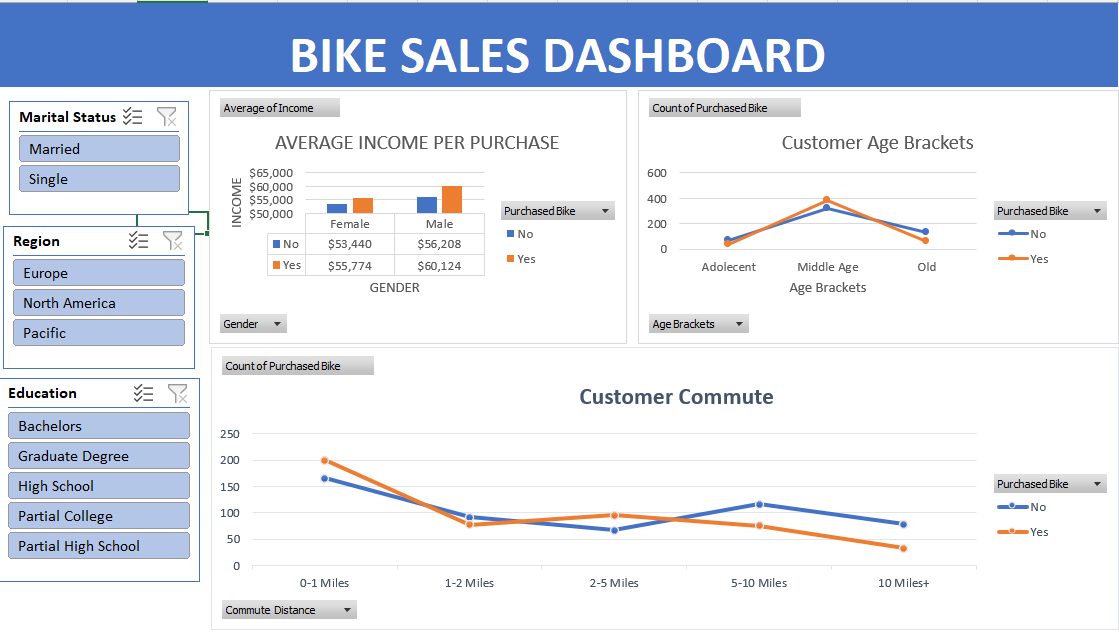 BIKE SALES DASHBOARD
Marital Status
Married
Single
Region
Europe
North America
Pacific
Education
Bachelors
Graduate Degree
High School
Partial College
Partial High School
Average of Income
AVERAGE INCOME PER PURCHASE
INCOME
$65,000
$60,000
$55,000
$50,000
Female Male
No $53,440 $56,208
Yes $55,774 $60,124
GENDER
Purchased Bike
No
Yes
Gender
Count of Purchased Bike
Customer Age Brackets
600
400
200
0
Adolecent Middle Age Old
Age Brackets
Purchased Bike
No
Yes
Age Brackets
Count of Purchased Bike
Customer Commute
250
200
150
100
50
0
0-1 Miles 1-2 Miles 2-5 Miles 5-10 Miles 10 Miles+
Purchased Bike
No
Yes
Commute Distance